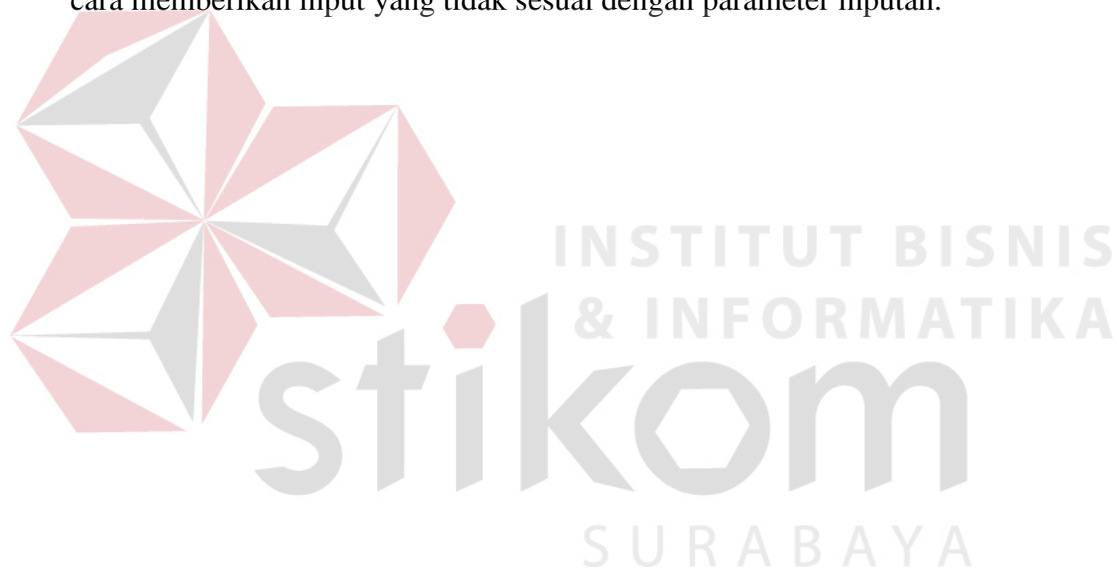 cara memberikan input yang tidak sesuai dengan parameter inputan.
INSTITUT BISNIS
& INFORMATIKA
stikom
SURABAYA